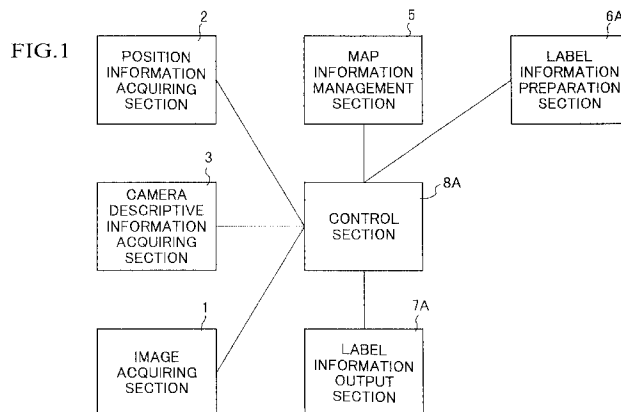 FIG.1
2
POSITION
INFORMATION
ACQUIRING
SECTION
5
MAP
INFORMATION
MANAGEMENT
SECTION
6A
LABEL
INFORMATION
PREPARATION
SECTION
3
CAMERA
DESCRIPTIVE
INFORMATION
ACQUIRING
SECTION
8A
CONTROL
SECTION
1
IMAGE
ACQUIRING
SECTION
7A
LABEL
INFORMATION
OUTPUT
SECTION